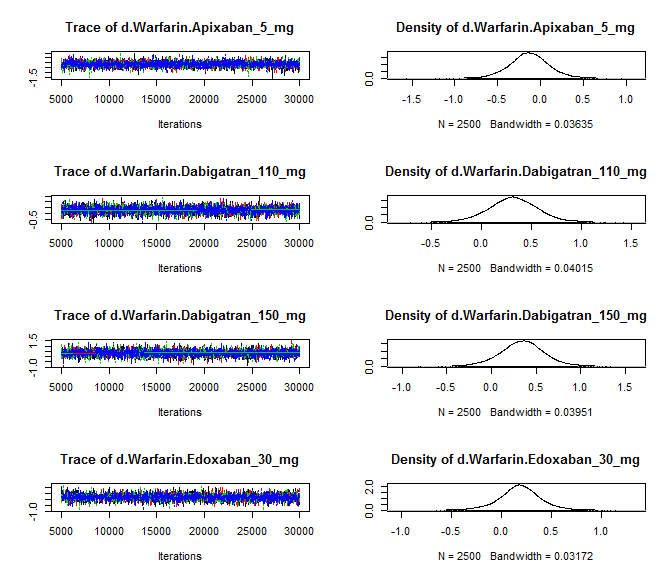 Trace of d.Warfarin.Apixaban_5_mg
-1.5
5000 10000 15000 20000 25000 30000
Iterations
Density of d.Warfarin.Apixaban_5_mg
0.0
-1.5 -1.0 -0.5 0.0 0.5 1.0
N = 2500 Bandwidth = 0.03635
Trace of d.Warfarin.Dabigatran_110_mg
-0.5
5000 10000 15000 20000 25000 30000
Iterations
Density of d.Warfarin.Dabigatran_110_mg
0.0
-0.5 0.0 0.5 1.0 1.5
N = 2500 Bandwidth = 0.04015
Trace of d.Warfarin.Dabigatran_150_mg
-1.0 1.5
5000 10000 15000 20000 25000 30000
Iterations
Density of d.Warfarin.Dabigatran_150_mg
0.0
-1.0 -0.5 0.0 0.5 1.0 1.5
N = 2500 Bandwidth = 0.03951
Trace of d.Warfarin.Edoxaban_30_mg
-1.0
5000 10000 15000 20000 25000 30000
Iterations
Density of d.Warfarin.Edoxaban_30_mg
0.0 2.0
-1.0 -0.5 0.0 0.5 1.0
N = 2500 Bandwidth = 0.03172